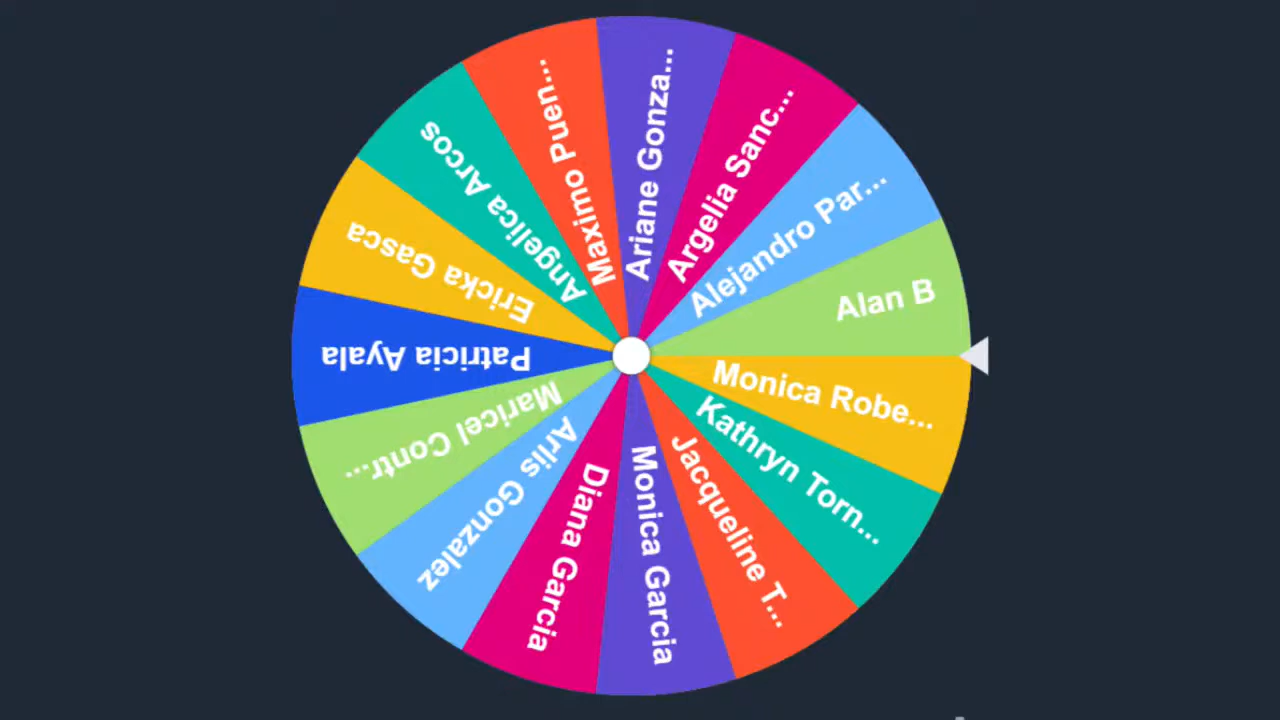 Ariane Gonza...
Argelia Sanc...
Alejandro Par...
Alan B
Monica Robe...
Kathryn Torn...
Jacqueline T...
Monica Garcia
Diana Garcia
Arlis Gonzalez
Maricel Contr...
Patricia Ayala
Ericka Gasca
Angelica Arcos
Maximo Puen...